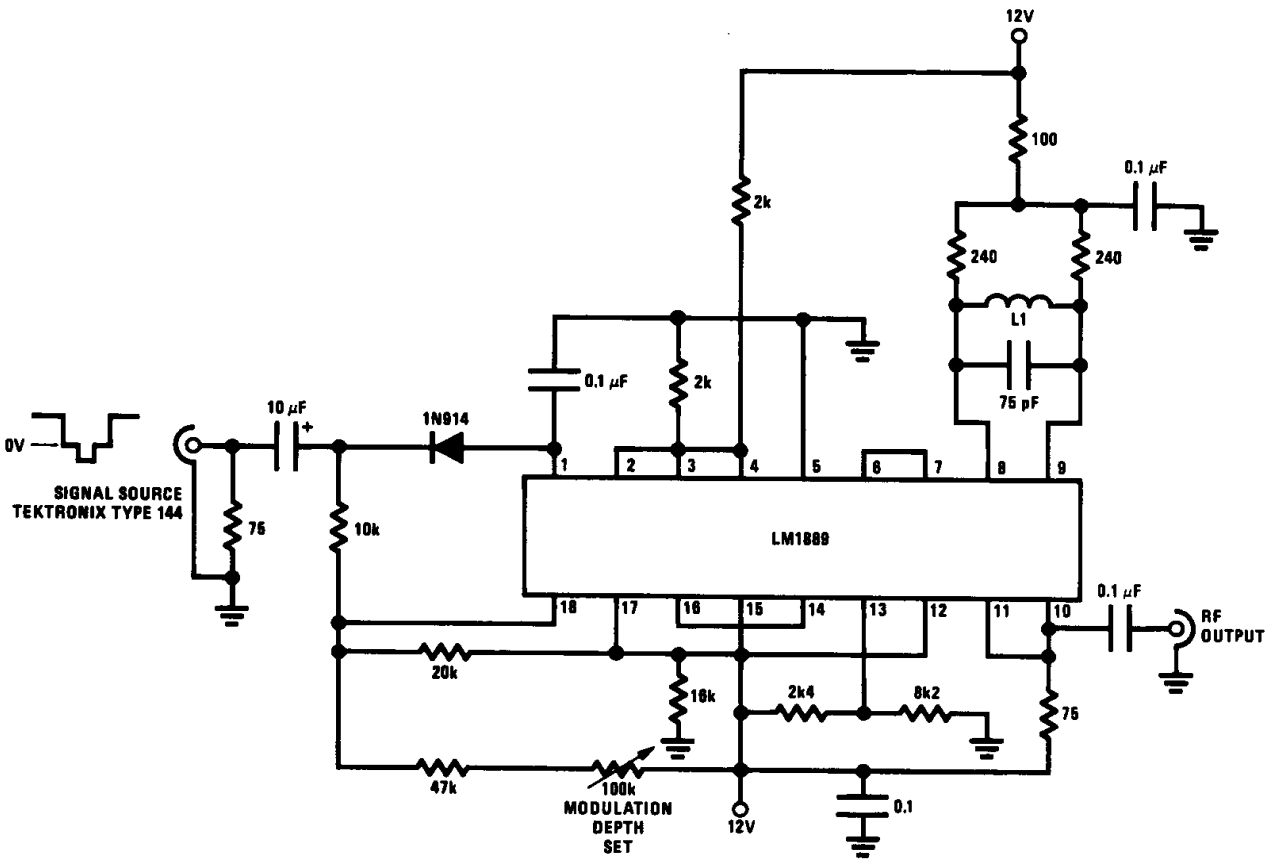 12V
100
0.1 µF
2k
240
240
L1
75 pF
0.1 µF
2k
10 µF
+
1N914
0V
SIGNAL SOURCE
TEKTRONIX TYPE 144
75
10k
1 2 3 4 5 6 7 8 9
LM1889
18 17 16 15 14 13 12 11 10
0.1 µF
RF
OUTPUT
20k
16k
2k4
8k2
75
47k
100k
MODULATION
DEPTH
SET
12V
0.1